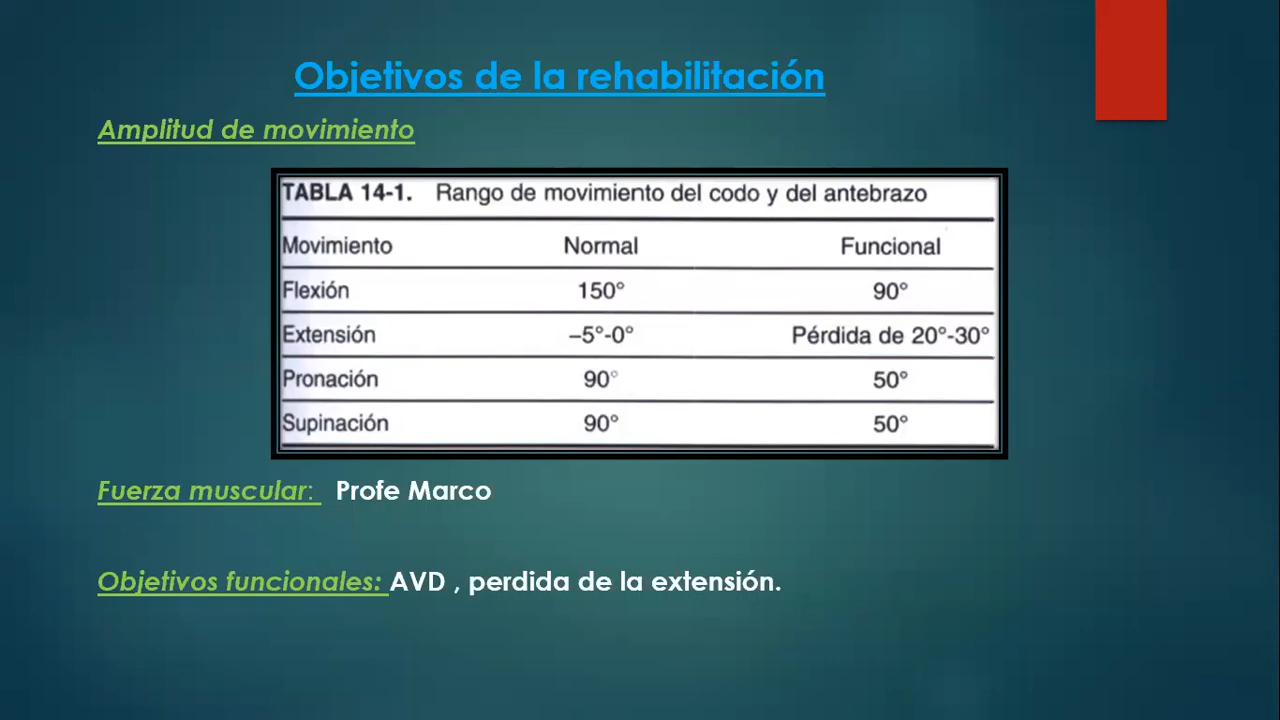 Objetivos de la rehabilitación
Amplitud de movimiento
TABLA 14-1. Rango de movimiento del codo y del antebrazo
Movimiento Normal Funcional
Flexión 150° 90°
Extensión –5°-0° Pérdida de 20°-30°
Pronación 90° 50°
Supinación 90° 50°
Fuerza muscular: Profe Marco
Objetivos funcionales: AVD , perdida de la extensión.